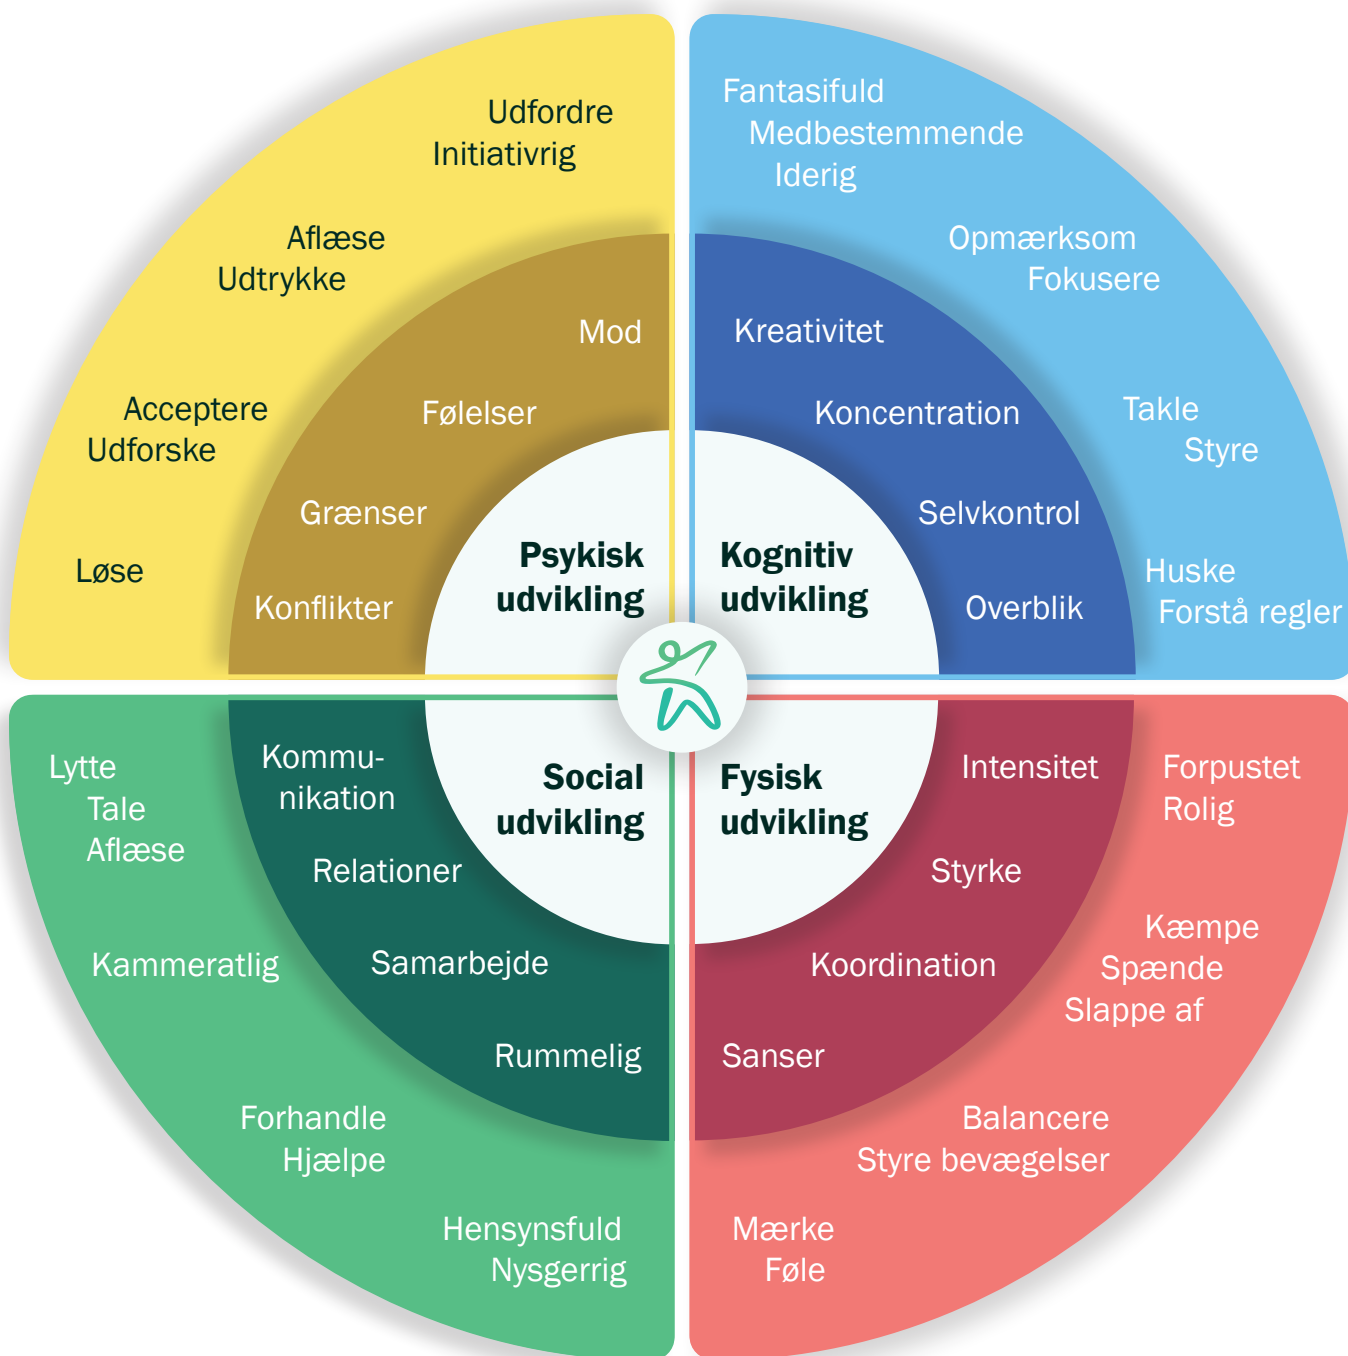 Udfordre
Initiativrig
Aflæse
Udtrykke
Acceptere
Udforske
Løse
Mod
Følelser
Grænser
Konflikter
Psykisk
udvikling
Fantasifuld
Medbestemmende
Iderig
Opmærksom
Fokusere
Takle
Styre
Huske
Forstå regler
Kreativitet
Koncentration
Selvkontrol
Overblik
Kognitiv
udvikling
Lytte
Tale
Aflæse
Kammeratlig
Forhandle
Hjælpe
Hensynsfuld
Nysgerrig
Kommu-
nikation
Relationer
Samarbejde
Rummelig
Social
udvikling
Fysisk
udvikling
Intensitet
Styrke
Koordination
Sanser
Forpustet
Rolig
Kæmpe
Spænde
Slappe af
Balancere
Styre bevægelser
Mærke
Føle